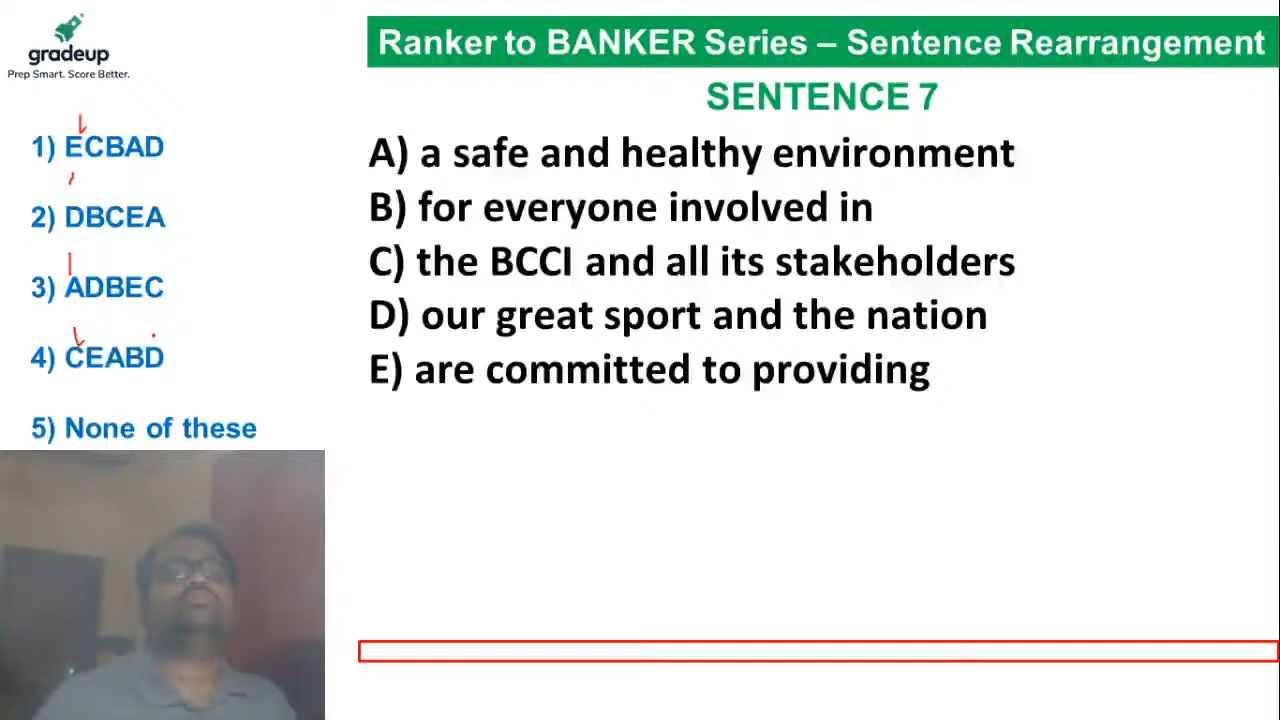 gradeup
Prep Smart. Score Better.
Ranker to BANKER Series – Sentence Rearrangement
SENTENCE 7
1) ECBAD
2) DBCEA
3) ADBEC
4) CEABD
5) None of these
A) a safe and healthy environment
B) for everyone involved in
C) the BCCI and all its stakeholders
D) our great sport and the nation
E) are committed to providing